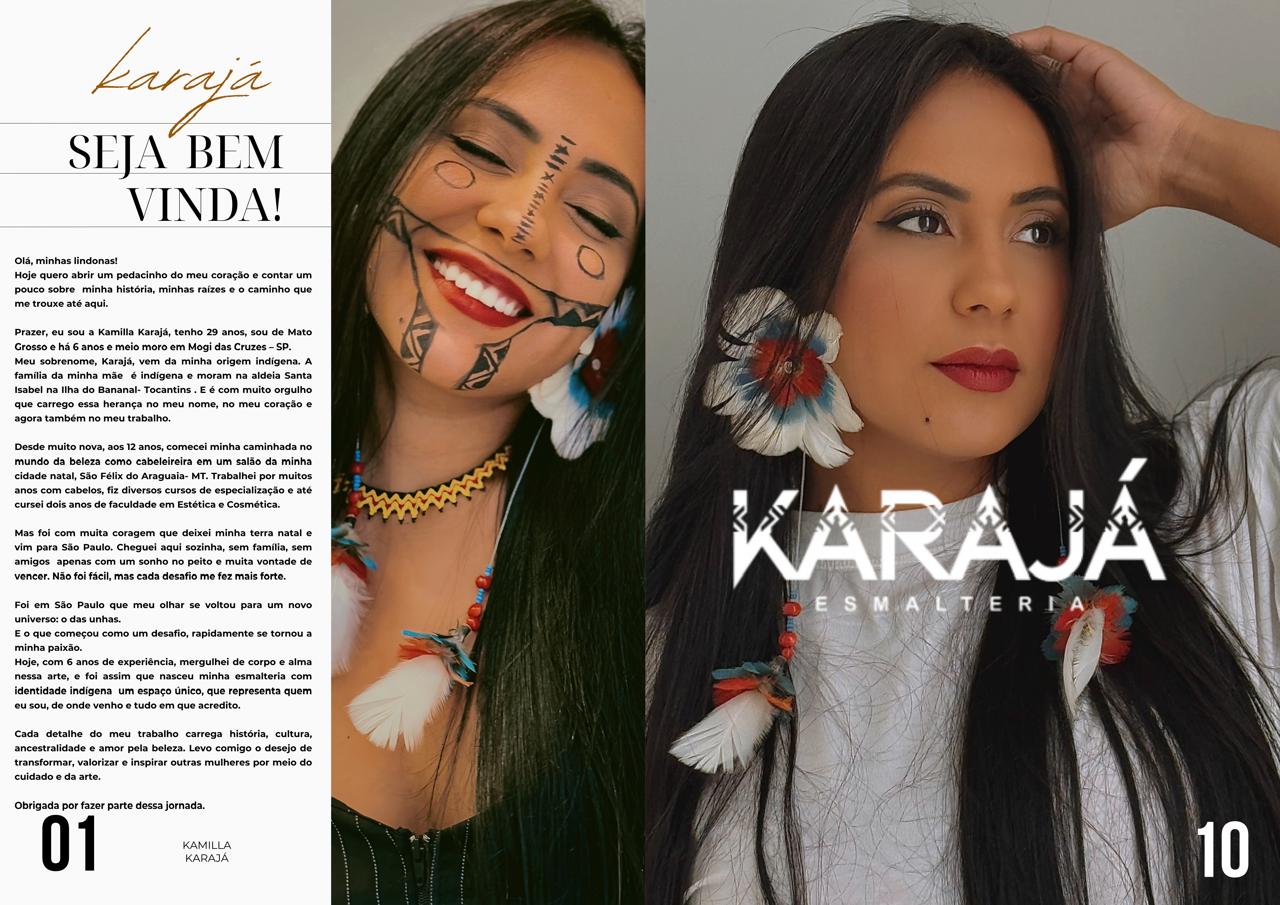 karajá
SEJA BEM
VINDA!
Olá, minhas lindonas!
Hoje quero abrir um pedacinho do meu coração e contar um
pouco sobre minha história, minhas raízes e o caminho que
me trouxe até aqui.
Prazer, eu sou a Kamilla Karajá, tenho 29 anos, sou de Mato
Grosso e há 6 anos e meio moro em Mogi das Cruzes – SP.
Meu sobrenome, Karajá, vem da minha origem indígena. A
família da minha mãe é indígena e moram na aldeia Santa
Isabel na Ilha do Bananal- Tocantins . E é com muito orgulho
que carrego essa herança no meu nome, no meu coração e
agora também no meu trabalho.
Desde muito nova, aos 12 anos, comecei minha caminhada no
mundo da beleza como cabeleireira em um salão da minha
cidade natal, São Félix do Araguaia- MT. Trabalhei por muitos
anos com cabelos, fiz diversos cursos de especialização e até
cursei dois anos de faculdade em Estética e Cosmética.
Mas foi com muita coragem que deixei minha terra natal e
vim para São Paulo. Cheguei aqui sozinha, sem família, sem
amigos apenas com um sonho no peito e muita vontade de
vencer. Não foi fácil, mas cada desafio me fez mais forte.
Foi em São Paulo que meu olhar se voltou para um novo
universo: o das unhas.
E o que começou como um desafio, rapidamente se tornou a
minha paixão.
Hoje, com 6 anos de experiência, mergulhei de corpo e alma
nessa arte, e foi assim que nasceu minha esmalteria com
identidade indígena um espaço único, que representa quem
eu sou, de onde venho e tudo em que acredito.
Cada detalhe do meu trabalho carrega história, cultura,
ancestralidade e amor pela beleza. Levo comigo o desejo de
transformar, valorizar e inspirar outras mulheres por meio do
cuidado e da arte.
Obrigada por fazer parte dessa jornada.
01
KAMILLA
KARAJÁ
KARAJÁ
ESMALTERIA
10